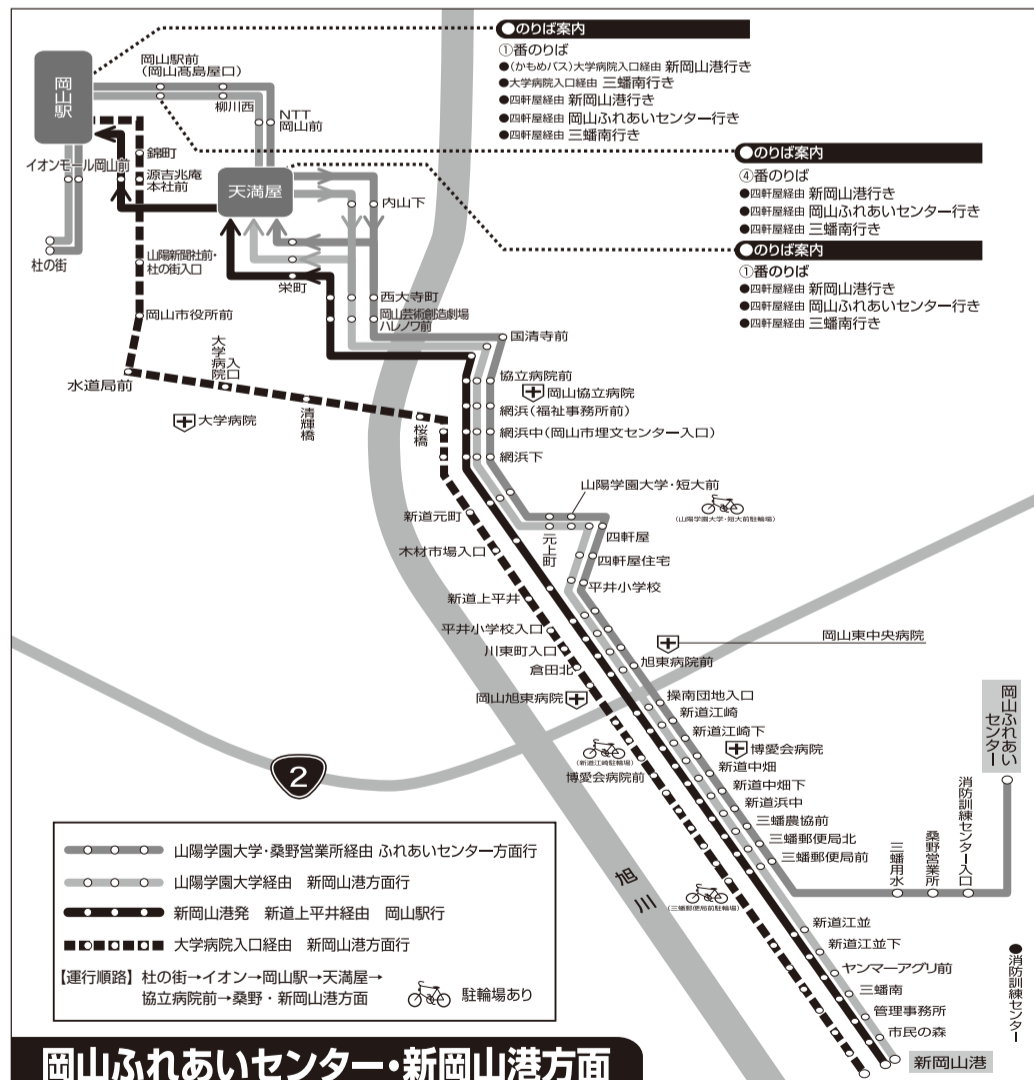 ●のりば案内
①番のりば
●(かもめバス)大学病院入口経由 新岡山港行き
●大学病院入口経由 三蟠南行き
●四軒屋経由 新岡山港行き
●四軒屋経由 岡山ふれあいセンター行き
●四軒屋経由 三蟠南行き
●のりば案内
④番のりば
●四軒屋経由 新岡山港行き
●四軒屋経由 岡山ふれあいセンター行き
●四軒屋経由 三蟠南行き
●のりば案内
①番のりば
●四軒屋経由 新岡山港行き
●四軒屋経由 岡山ふれあいセンター行き
●四軒屋経由 三蟠南行き
岡山駅
岡山駅前
(岡山髙島屋口)
柳川西
NTT
岡山前
イオンモール岡山前
錦町
源吉兆庵
本社前
天満屋
内山下
杜の街
山陽新聞社前・
杜の街入口
栄町
西大寺町
岡山芸術創造劇場
ハレノワ前
岡山市役所前
国清寺前
水道局前
大学病院入口
大学病院
清輝橋
桜橋
協立病院前
岡山協立病院
網浜(福祉事務所前)
網浜中(岡山市埋文センター入口)
網浜下
山陽学園大学・短大前
(山陽学園大学・短大前駐輪場)
新道元町
元上町
四軒屋
木材市場入口
四軒屋住宅
平井小学校
新道上平井
平井小学校入口
川東町入口
倉田北
岡山東中央病院
旭東病院前
岡山旭東病院
操南団地入口
新道江崎
新道江崎下
博愛会病院
(新道江崎駐輪場)
博愛会病院前
新道中畑
新道中畑下
新道浜中
三蟠農協前
三蟠郵便局北
三蟠郵便局前
(三蟠郵便局前駐輪場)
三蟠用水
桑野営業所
消防訓練センター入口
岡山ふれあい
センター
2
旭川
新道江並
新道江並下
ヤンマーアグリ前
三蟠南
管理事務所
市民の森
新岡山港
●消防訓練センター
山陽学園大学・桑野営業所経由 ふれあいセンター方面行
山陽学園大学経由 新岡山港方面行
新岡山港発 新道上平井経由 岡山駅行
大学病院入口経由 新岡山港方面行
【運行順路】杜の街→イオン→岡山駅→天満屋→
協立病院前→桑野・新岡山港方面
駐輪場あり
岡山ふれあいセンター・新岡山港方面